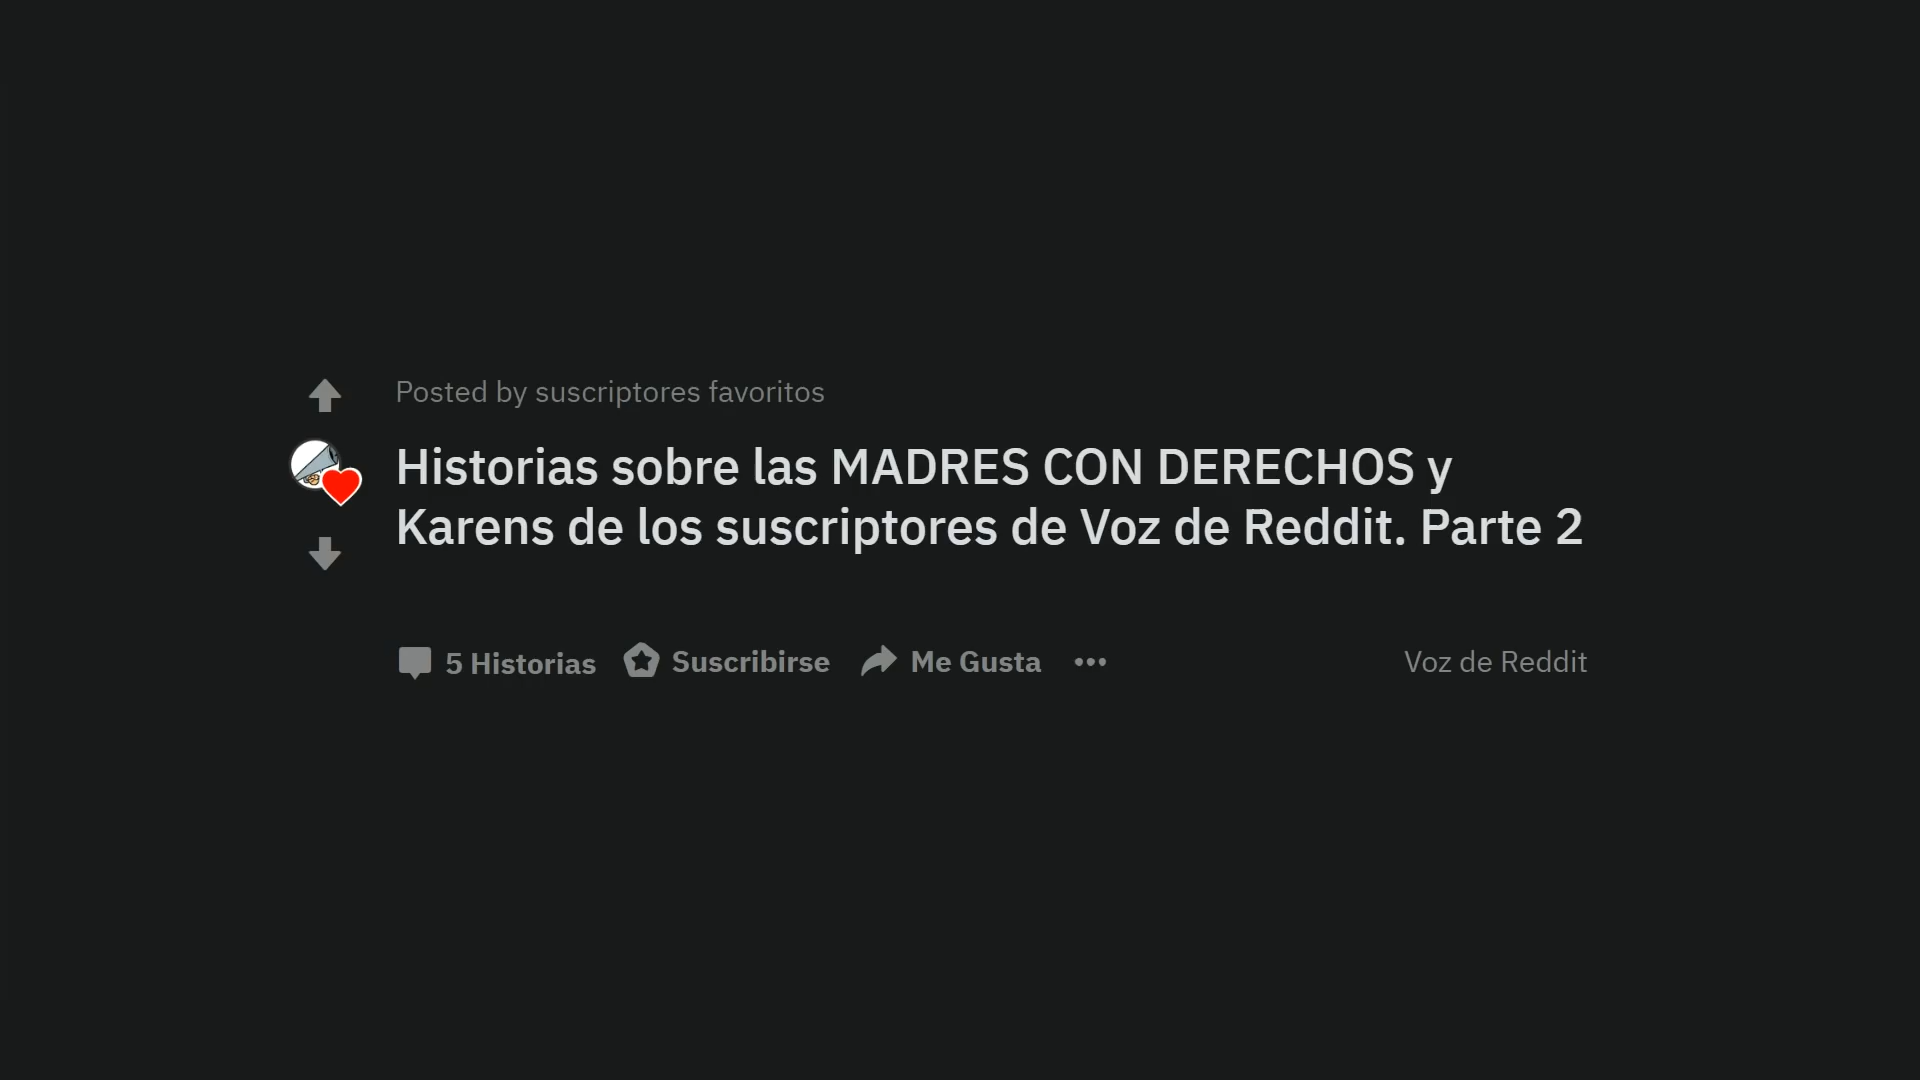 Posted by suscriptores favoritos
Historias sobre las MADRES CON DERECHOS y
Karens de los suscriptores de Voz de Reddit. Parte 2
5 Historias Suscribirse Me Gusta Voz de Reddit